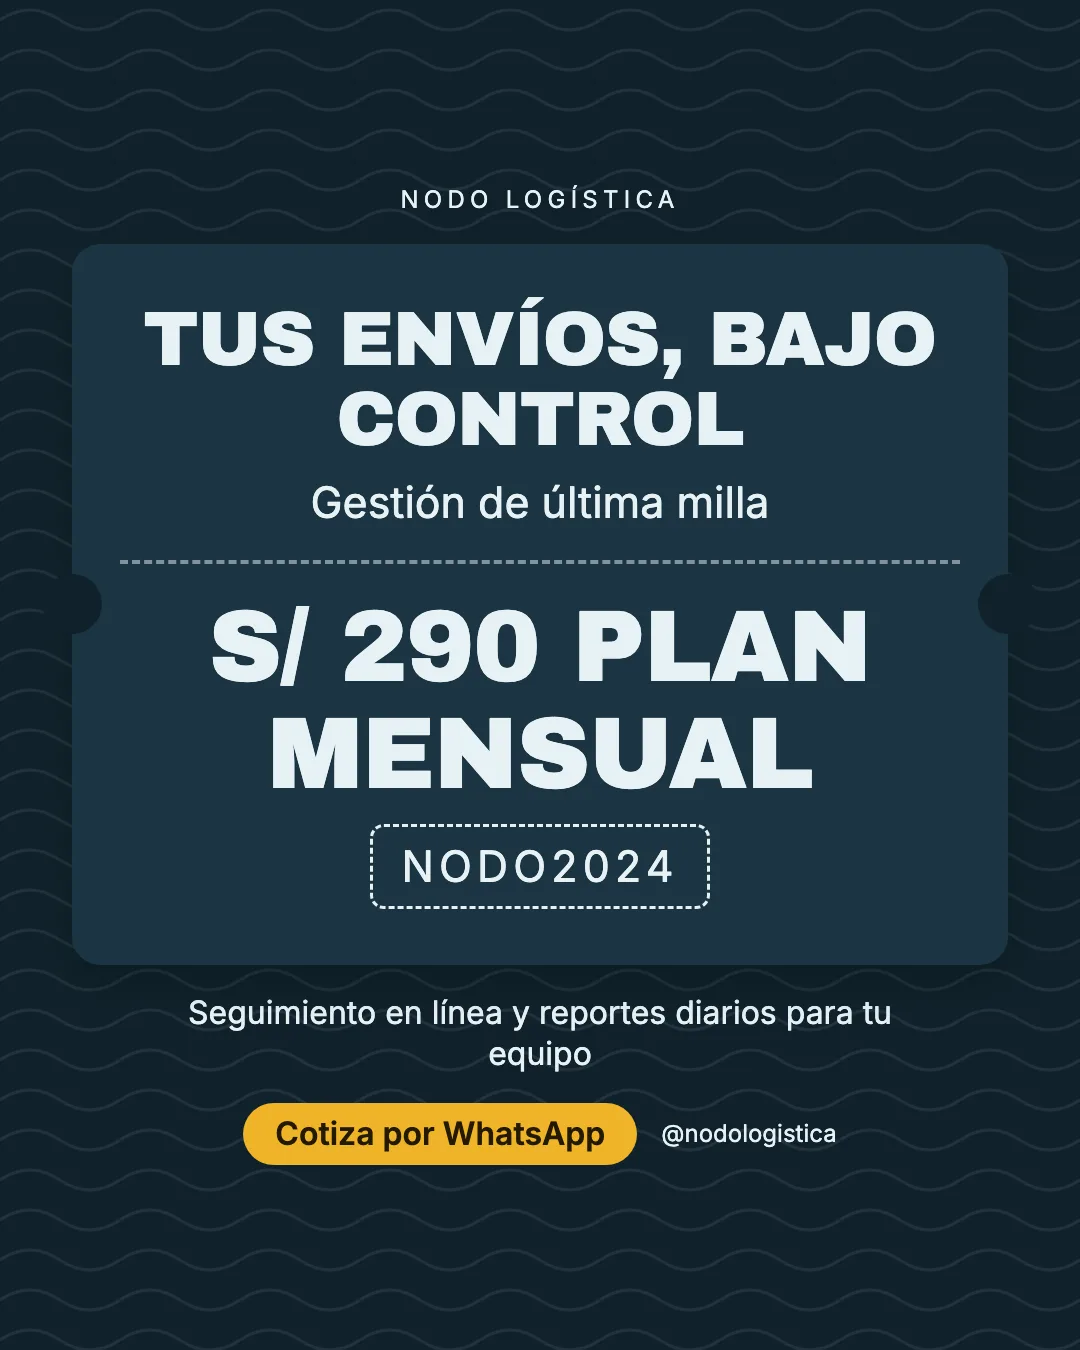 NODO LOGÍSTICA
TUS ENVÍOS, BAJO
CONTROL
Gestión de última milla
S/ 290 PLAN
MENSUAL
NODO2024
Seguimiento en línea y reportes diarios para tu
equipo
Cotiza por WhatsApp
@nodologistica